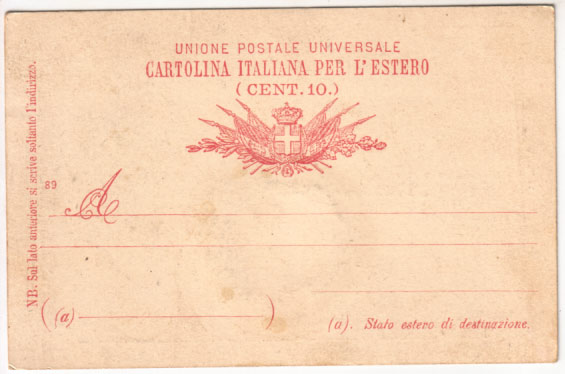 UNIONE POSTALE UNIVERSALE
CARTOLINA ITALIANA PER L'ESTERO
(CENT. 10.)
NB. Sul lato anteriore si scrive soltanto l'indirizzo.
89
A
(a)
(a). Stato estero di destinazione.